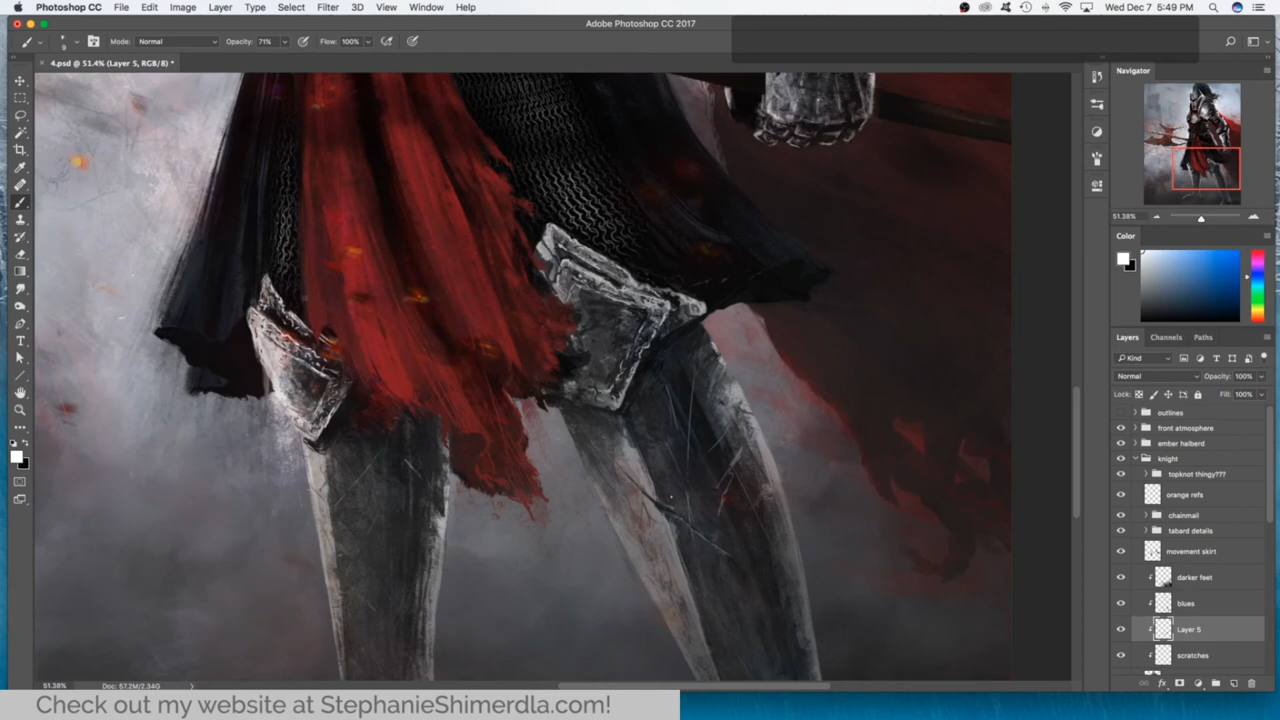 Photoshop CC File Edit Image Layer Type Select Filter 3D View Window Help Wed Dec 7 5:49 PM
Adobe Photoshop CC 2017
9 Mode: Normal Opacity: 71% Flow: 100%
× 4.psd @ 51.4% (Layer 5, RGB/8) *
Navigator
51.38%
Color
Layers Channels Paths
Kind
Normal Opacity: 100%
Lock: Fill: 100%
outlines
front atmosphere
ember halberd
knight
topknot thingy???
orange refs
chainmail
tabard details
movement skirt
darker feet
blues
Layer 5
scratches
51.38% Doc: 57.2M/2.34G
Check out my website at StephanieShimerdla.com!